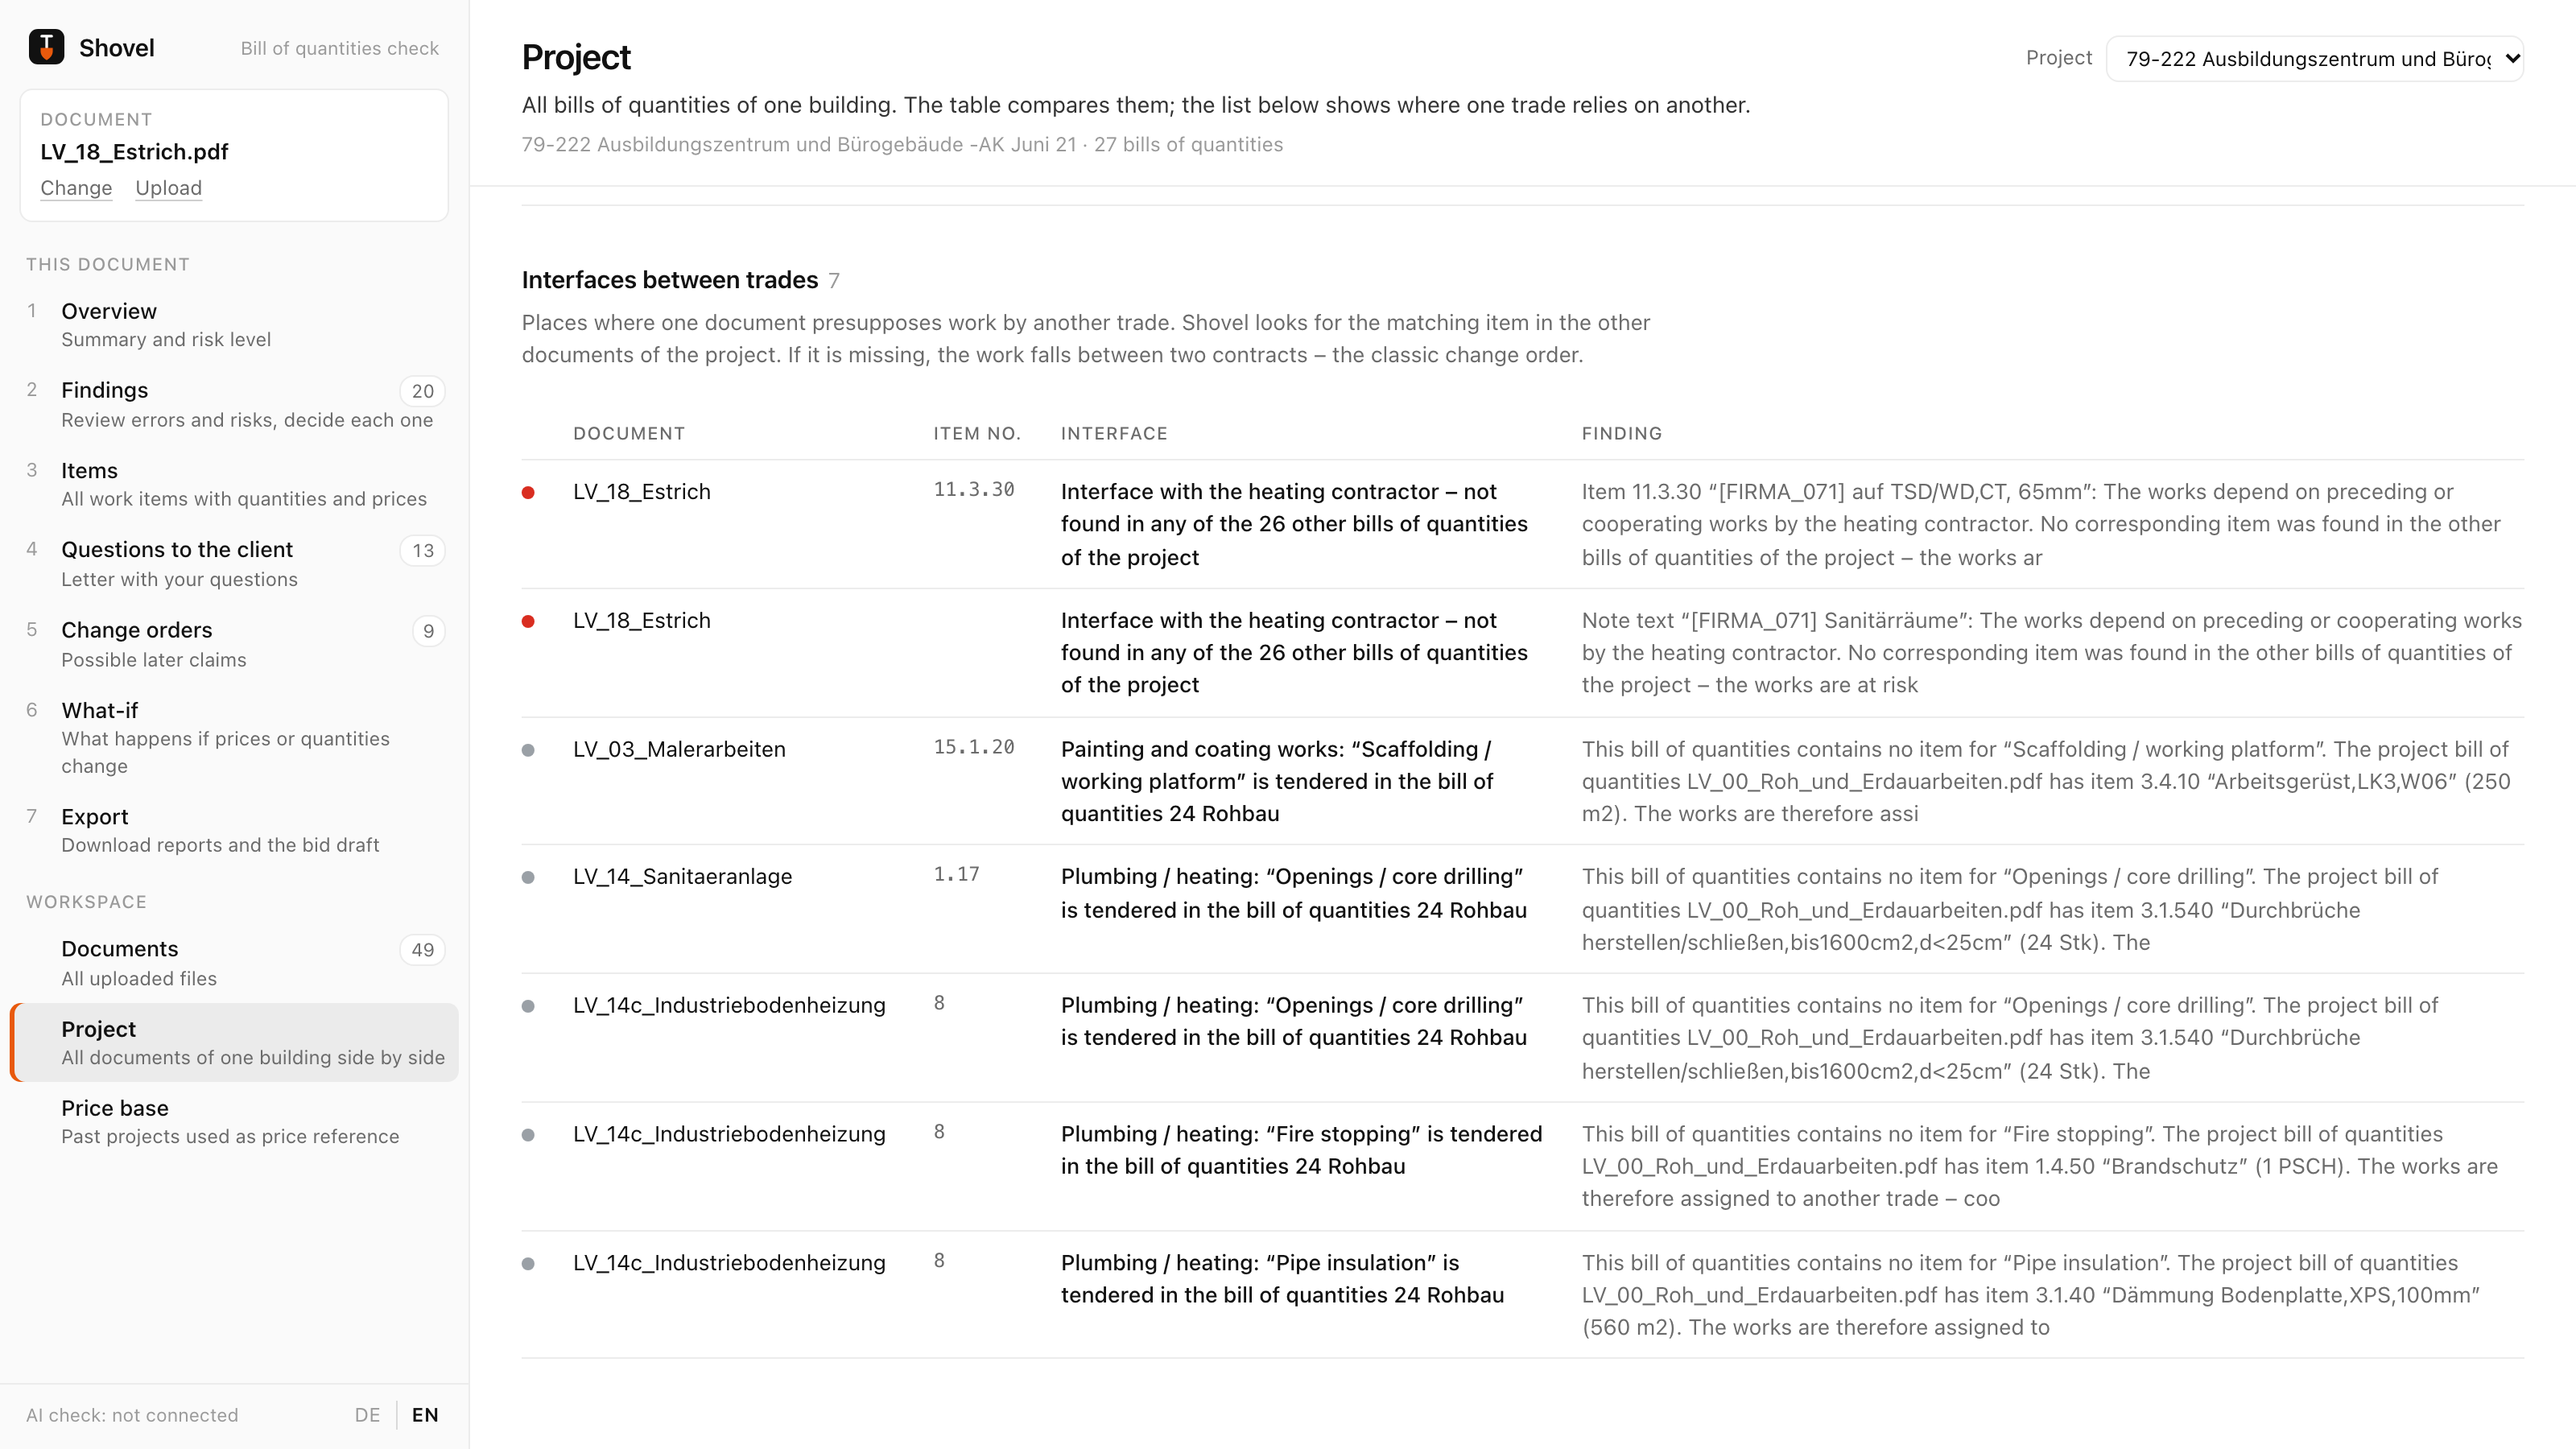 Shovel
Bill of quantities check
DOCUMENT
LV_18_Estrich.pdf
Change Upload
THIS DOCUMENT
1 Overview
Summary and risk level
2 Findings 20
Review errors and risks, decide each one
3 Items
All work items with quantities and prices
4 Questions to the client 13
Letter with your questions
5 Change orders 9
Possible later claims
6 What-if
What happens if prices or quantities
change
7 Export
Download reports and the bid draft
WORKSPACE
Documents 49
All uploaded files
Project
All documents of one building side by side
Price base
Past projects used as price reference
AI check: not connected
DE EN
Project
Project 79-222 Ausbildungszentrum und Büro
All bills of quantities of one building. The table compares them; the list below shows where one trade relies on another.
79-222 Ausbildungszentrum und Bürogebäude -AK Juni 21 · 27 bills of quantities
Interfaces between trades 7
Places where one document presupposes work by another trade. Shovel looks for the matching item in the other
documents of the project. If it is missing, the work falls between two contracts – the classic change order.
DOCUMENT ITEM NO. INTERFACE FINDING
LV_18_Estrich 11.3.30
Interface with the heating contractor – not
found in any of the 26 other bills of quantities
of the project
Item 11.3.30 “[FIRMA_071] auf TSD/WD,CT, 65mm”: The works depend on preceding or
cooperating works by the heating contractor. No corresponding item was found in the other
bills of quantities of the project – the works ar
LV_18_Estrich
Interface with the heating contractor – not
found in any of the 26 other bills of quantities
of the project
Note text “[FIRMA_071] Sanitärräume”: The works depend on preceding or cooperating works
by the heating contractor. No corresponding item was found in the other bills of quantities of
the project – the works are at risk
LV_03_Malerarbeiten 15.1.20
Painting and coating works: “Scaffolding /
working platform” is tendered in the bill of
quantities 24 Rohbau
This bill of quantities contains no item for “Scaffolding / working platform”. The project bill of
quantities LV_00_Roh_und_Erdauarbeiten.pdf has item 3.4.10 “Arbeitsgerüst,LK3,W06” (250
m2). The works are therefore assi
LV_14_Sanitaeranlage 1.17
Plumbing / heating: “Openings / core drilling”
is tendered in the bill of quantities 24 Rohbau
This bill of quantities contains no item for “Openings / core drilling”. The project bill of
quantities LV_00_Roh_und_Erdauarbeiten.pdf has item 3.1.540 “Durchbrüche
herstellen/schließen,bis1600cm2,d<25cm” (24 Stk). The
LV_14c_Industriebodenheizung 8
Plumbing / heating: “Openings / core drilling”
is tendered in the bill of quantities 24 Rohbau
This bill of quantities contains no item for “Openings / core drilling”. The project bill of
quantities LV_00_Roh_und_Erdauarbeiten.pdf has item 3.1.540 “Durchbrüche
herstellen/schließen,bis1600cm2,d<25cm” (24 Stk). The
LV_14c_Industriebodenheizung 8
Plumbing / heating: “Fire stopping” is tendered
in the bill of quantities 24 Rohbau
This bill of quantities contains no item for “Fire stopping”. The project bill of quantities
LV_00_Roh_und_Erdauarbeiten.pdf has item 1.4.50 “Brandschutz” (1 PSCH). The works are
therefore assigned to another trade – coo
LV_14c_Industriebodenheizung 8
Plumbing / heating: “Pipe insulation” is
tendered in the bill of quantities 24 Rohbau
This bill of quantities contains no item for “Pipe insulation”. The project bill of quantities
LV_00_Roh_und_Erdauarbeiten.pdf has item 3.1.40 “Dämmung Bodenplatte,XPS,100mm”
(560 m2). The works are therefore assigned to